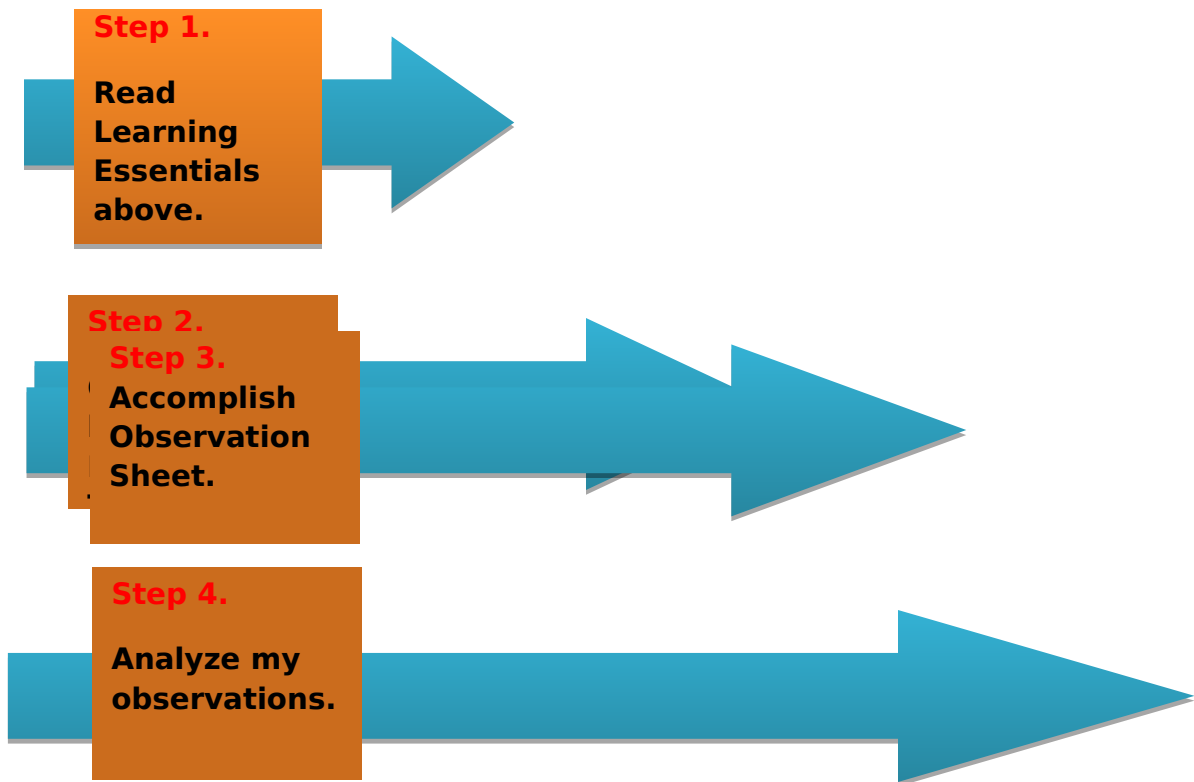 Step 1.
Read
Learning
Essentials
above.
Step 2.
Step 3.
Accomplish
Observation
Sheet.
Step 4.
Analyze my
observations.